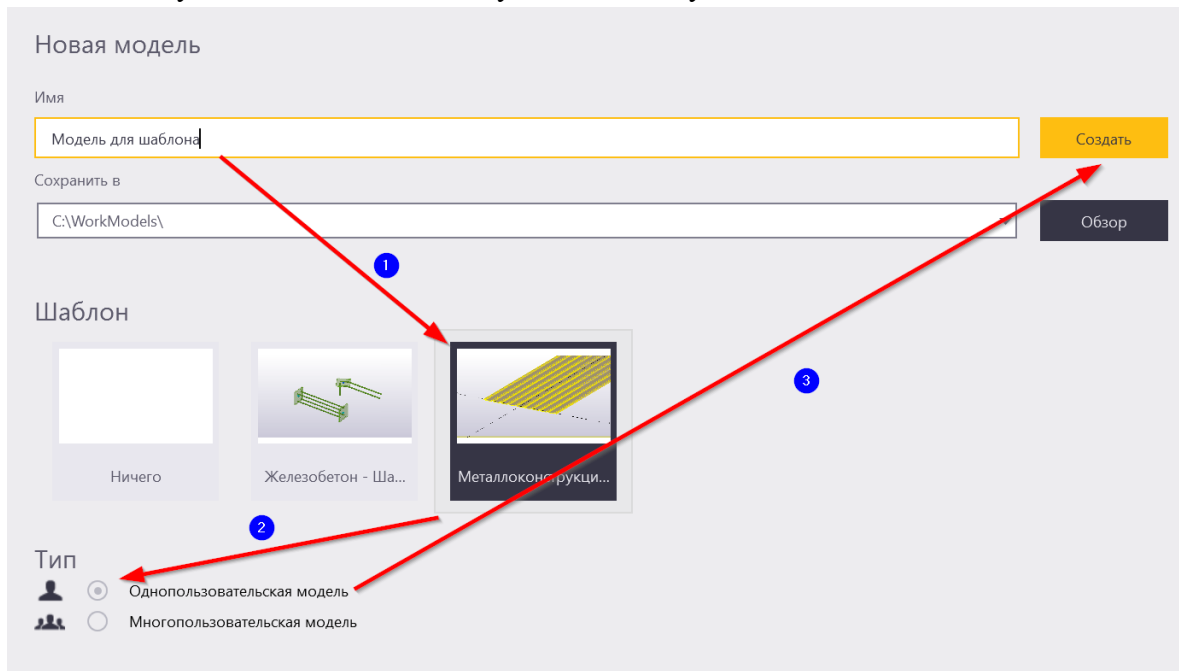 Новая модель
Имя
Модель для шаблона
Создать
Сохранить в
C:\WorkModels\
Обзор
1
Шаблон
3
Ничего
Железобетон - Ша...
Металлоконструкци...
2
Тип
Однопользовательская модель
Многопользовательская модель